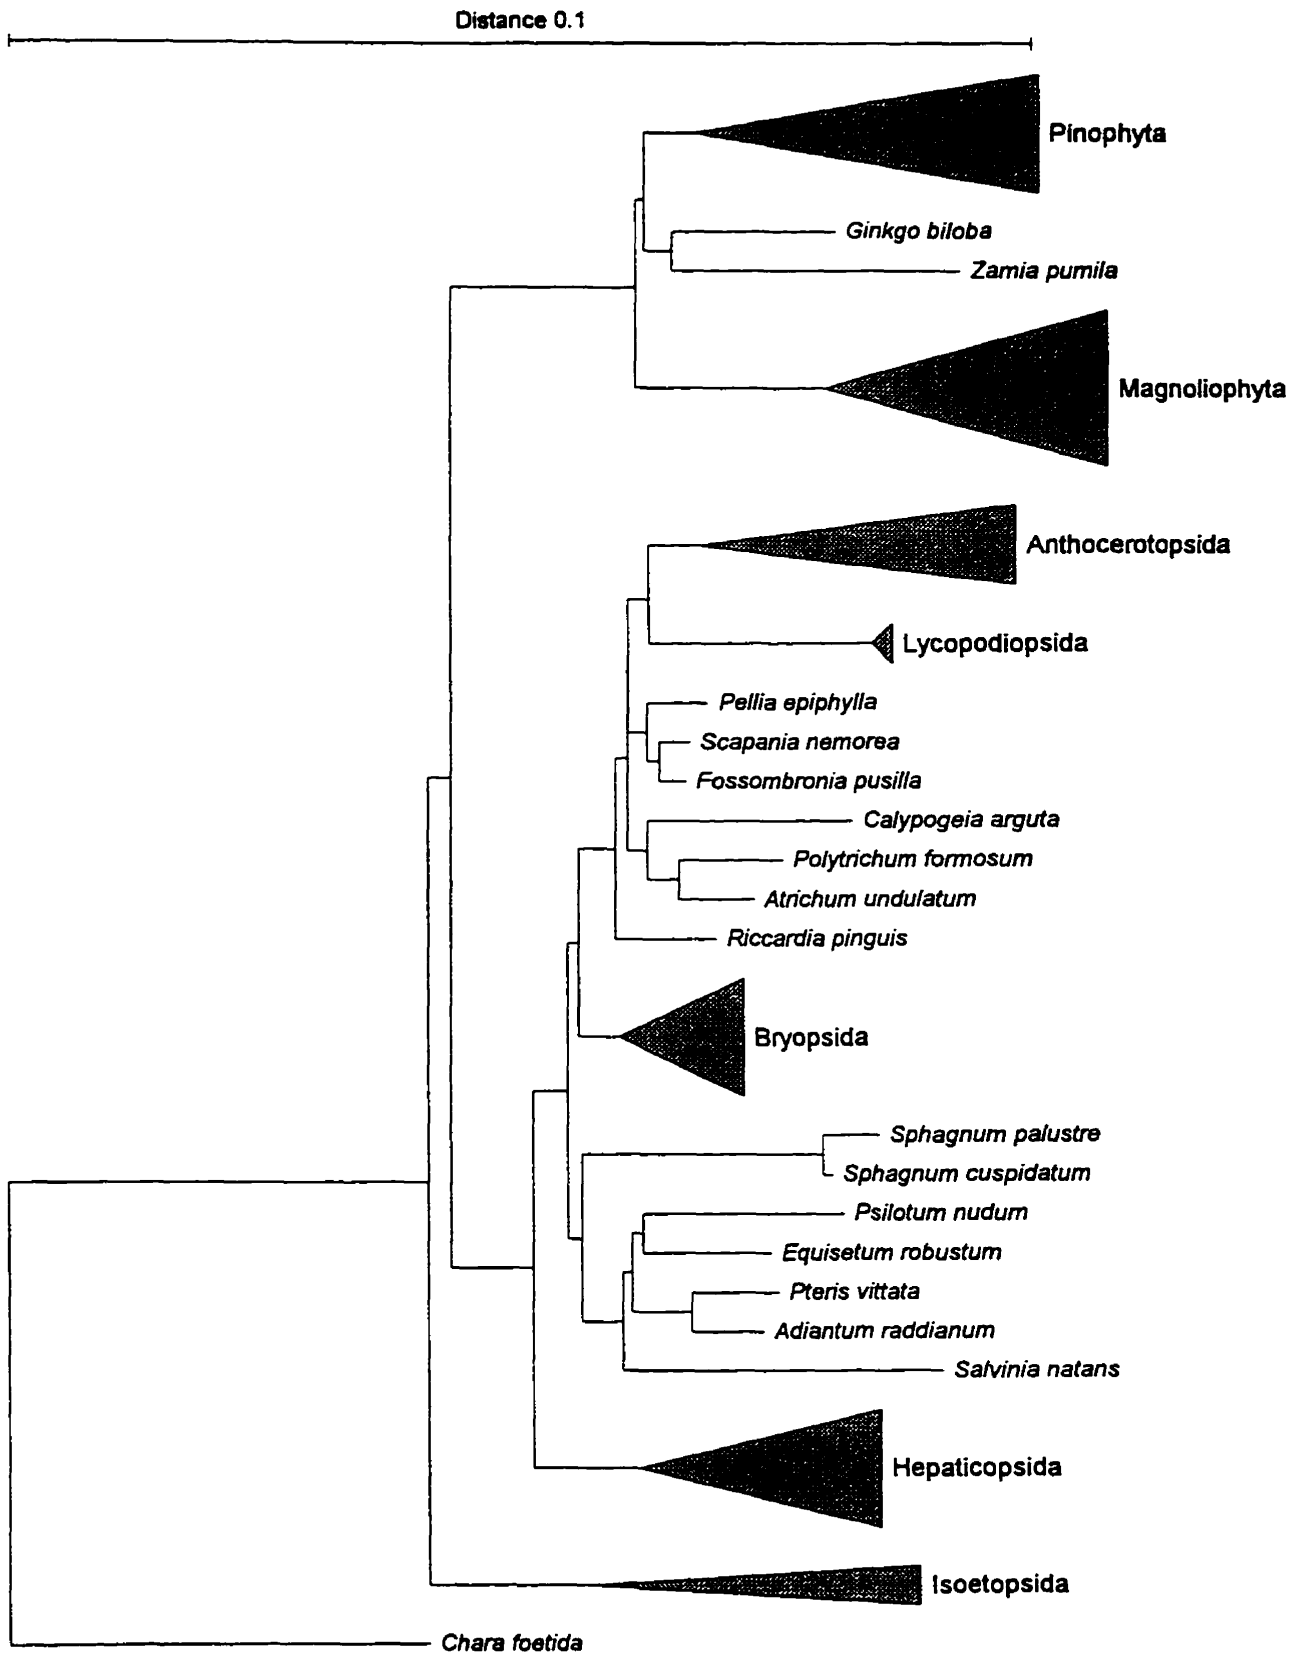 Distance 0.1
Pinophyta
Ginkgo biloba
Zamia pumila
Magnoliophyta
Anthocerotopsida
Lycopodiopsida
Pellia epiphylla
Scapania nemorea
Fossombronia pusilla
Calypogeia arguta
Polytrichum formosum
Atrichum undulatum
Riccardia pinguis
Bryopsida
Sphagnum palustre
Sphagnum cuspidatum
Psilotum nudum
Equisetum robustum
Pteris vittata
Adiantum raddianum
Salvinia natans
Hepaticopsida
Isoetopsida
Chara foetida